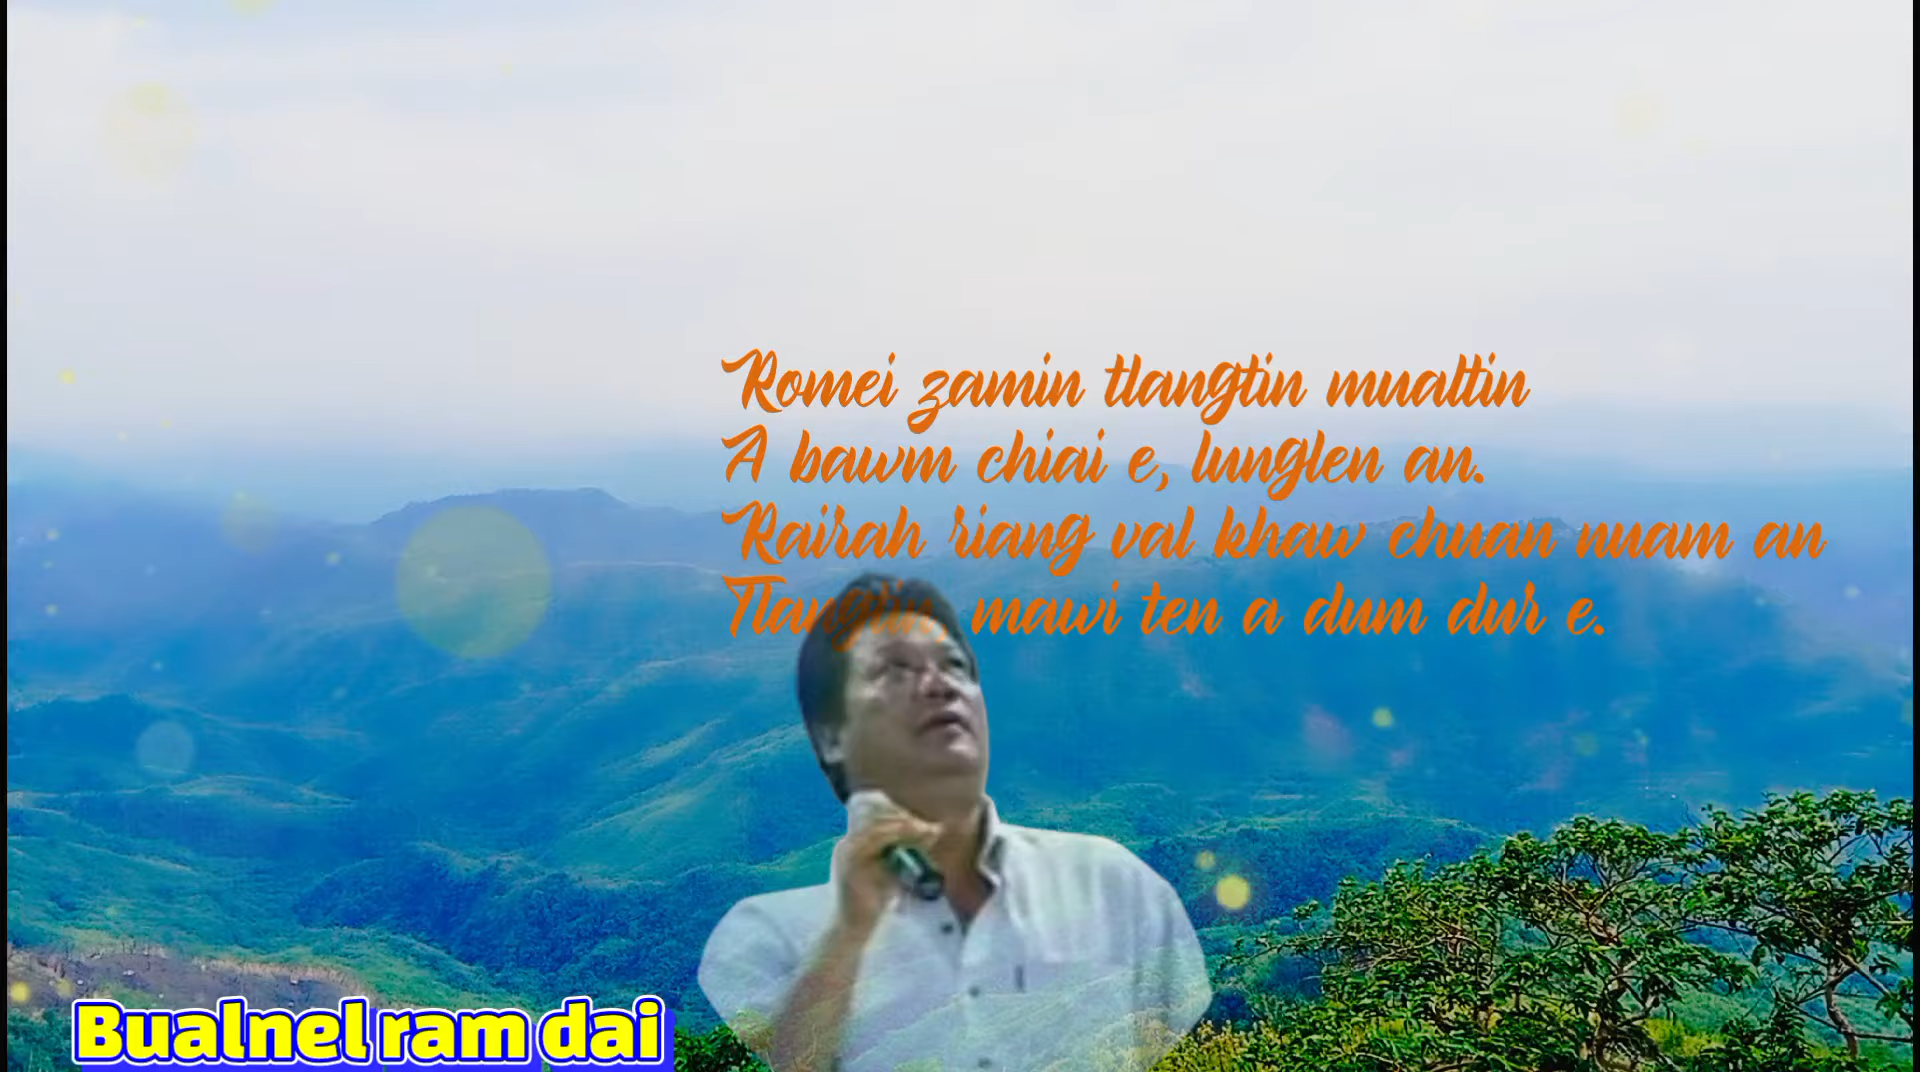 Romei zamin tlangtin mualtin
A bawm chiai e, lunglen an.
Rairah riang val khaw chuan nuam an
Tlangtin, mawi ten a dum dur e.
Bualnel ram dai